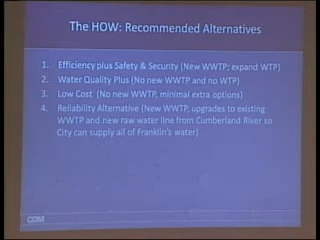 The HOW: Recommended Alternatives
1. Efficiency plus Safety & Security (New WWTP; expand WTP)
2. Water Quality Plus (No new WWTP and no WTP)
3. Low Cost (No new WWTP, minimal extra options)
4. Reliability Alternative (New WWTP, upgrades to existing
WWTP and new raw water line from Cumberland River so
City can supply all of Franklin's water)
CDM